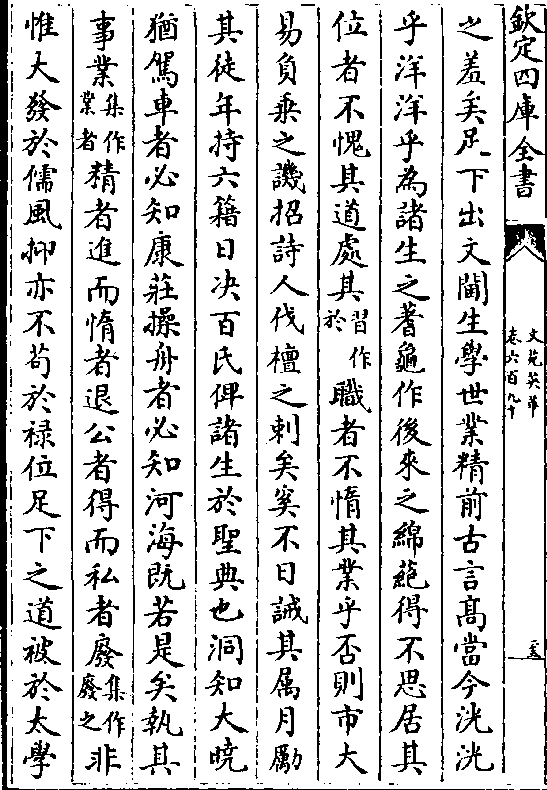 欽定四庫全書
文苑英華
卷六百九十
之羞矣足下出文閫生學世業精前古言髙當今洸洸
乎洋洋乎為諸生之蓍龜作後來之綿蕝得不思居其
位者不愧其道處其於習作職者不惰其業乎否則市大
易負乘之譏招詩人伐檀之刺矣奚不日誡其属月勵
其徒年持六籍日决百氏俾諸生於聖典也洞知大曉
猶駕車者必知康莊操舟者必知河海既若是矣執其
事業集作業者精者進而惰者退公者得而私者廢集作廢之非
惟大發於儒風抑亦不苟於禄位足下之道被於太學